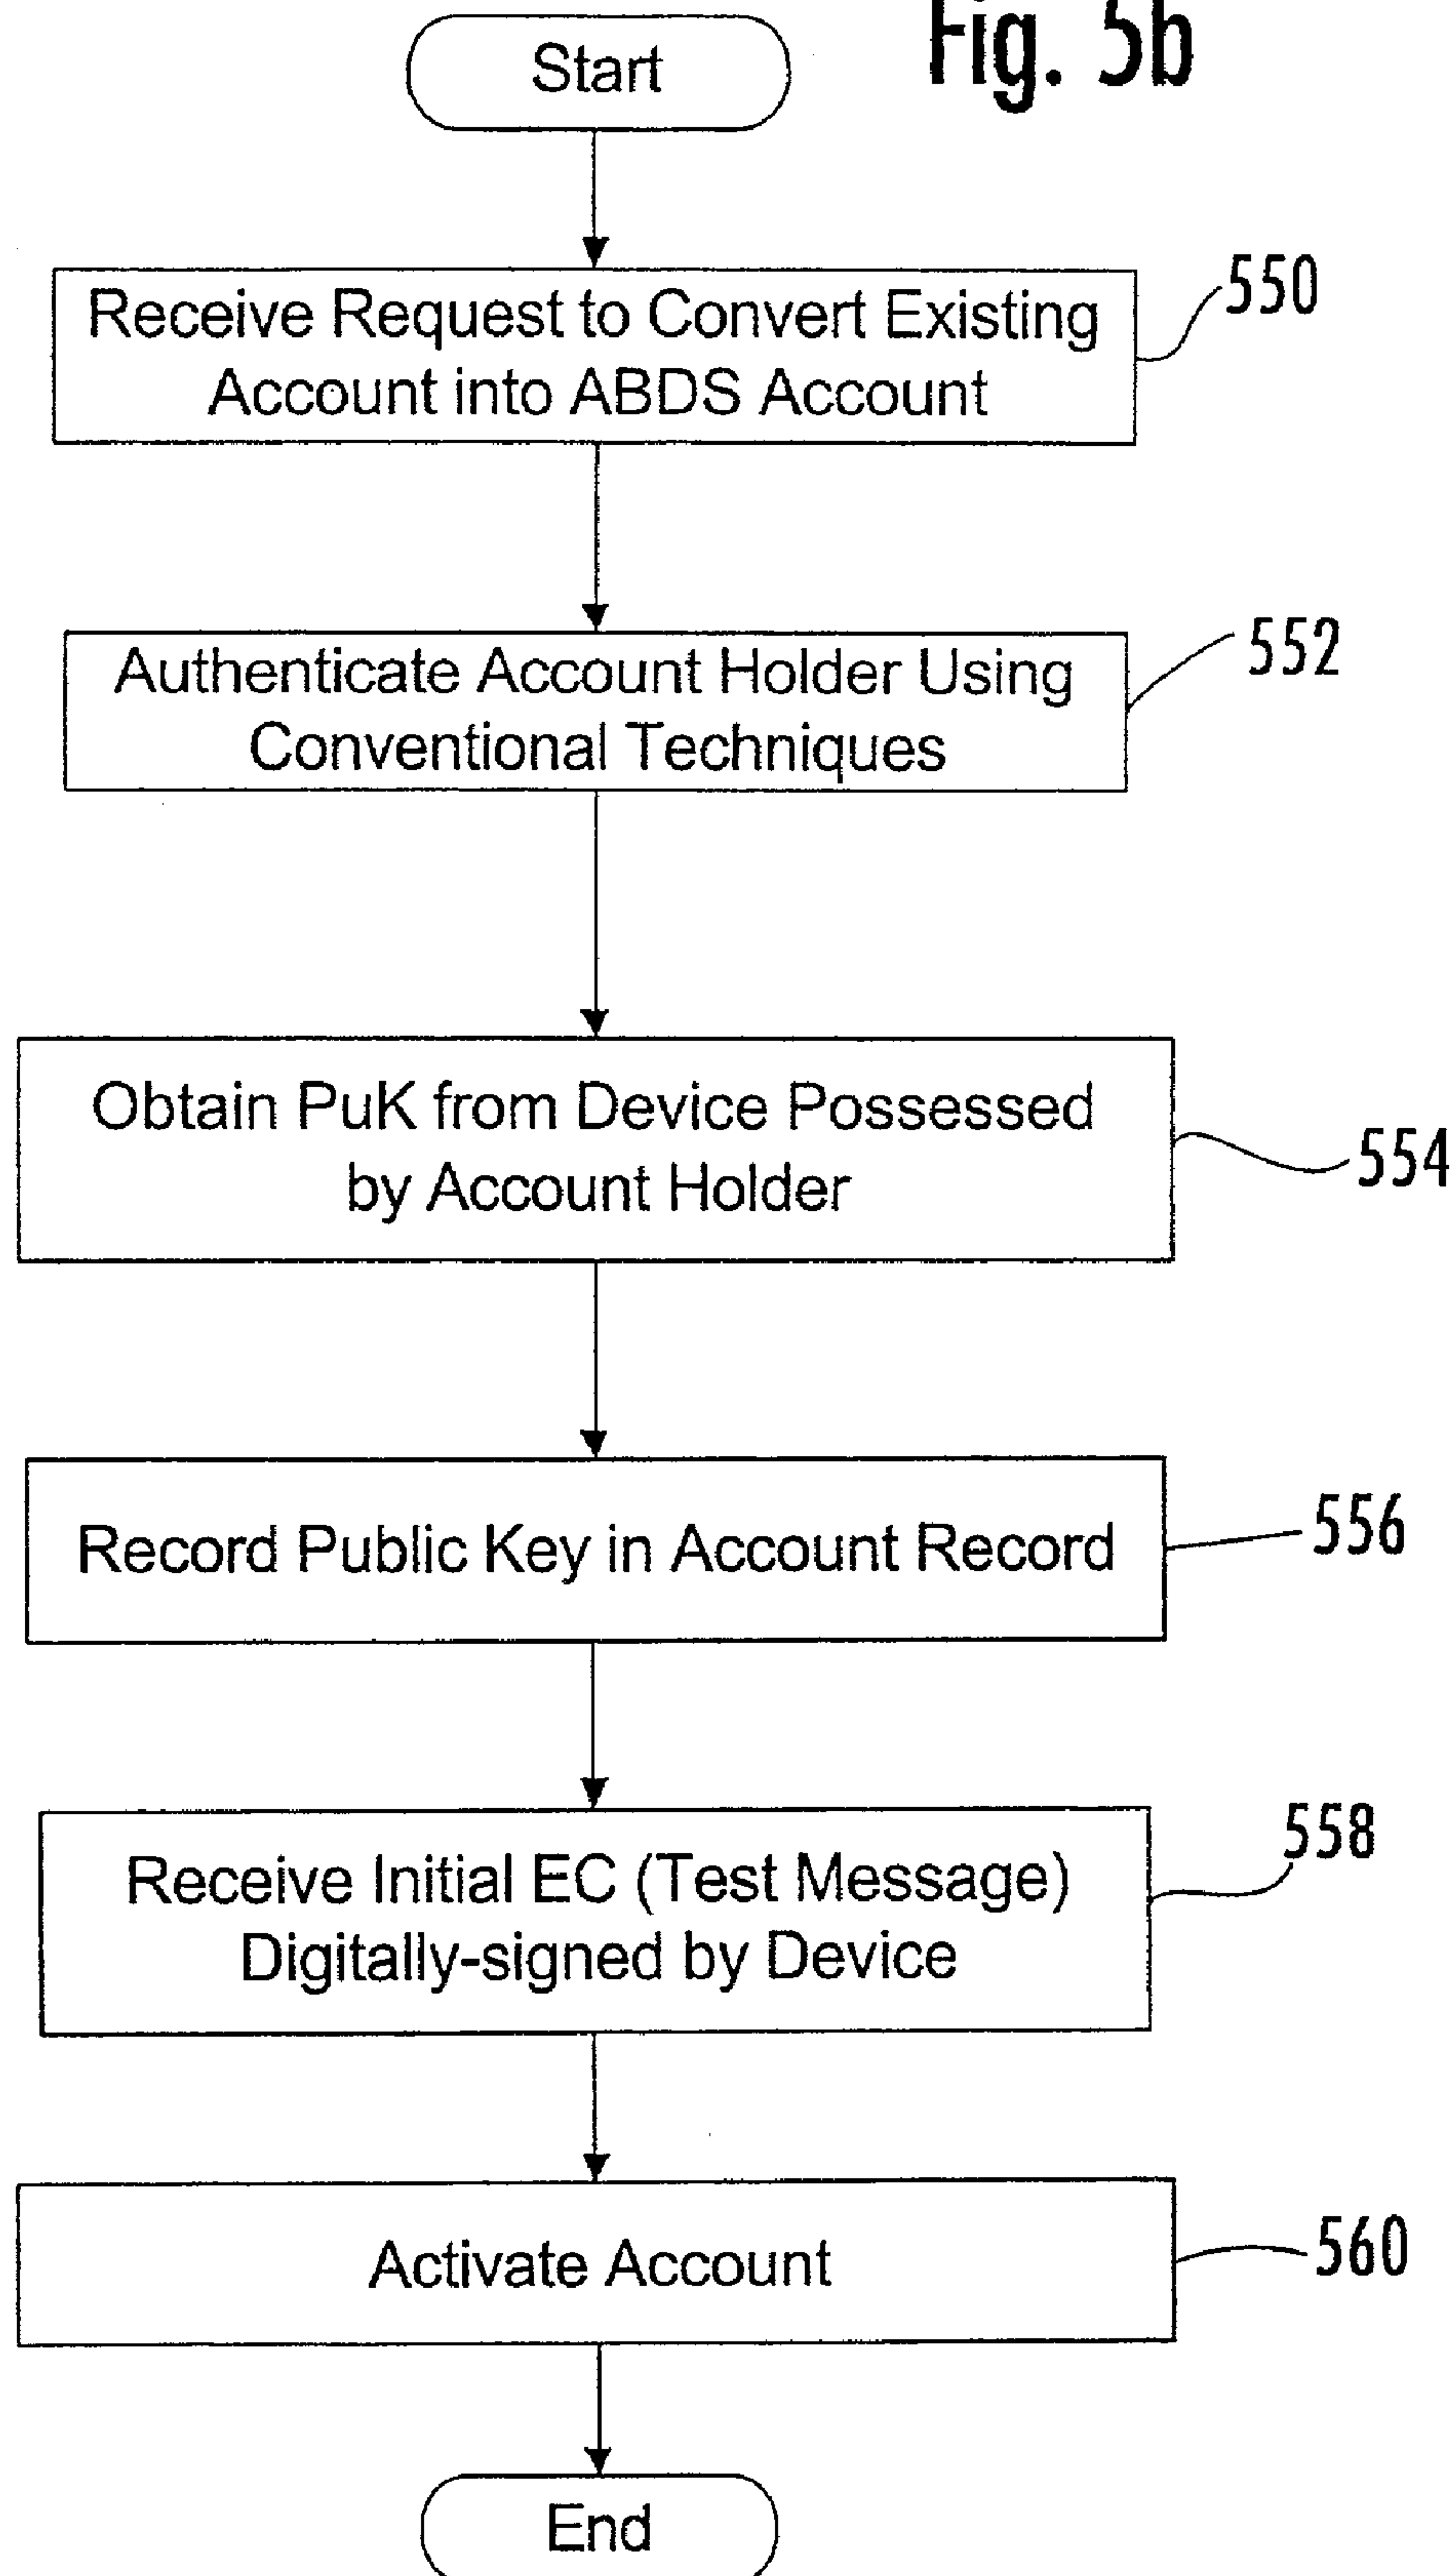 Fig. 5b
Start
Receive Request to Convert Existing
Account into ABDS Account
550
Authenticate Account Holder Using
Conventional Techniques
552
Obtain PuK from Device Possessed
by Account Holder
554
Record Public Key in Account Record
556
Receive Initial EC (Test Message)
Digitally-signed by Device
558
Activate Account
560
End